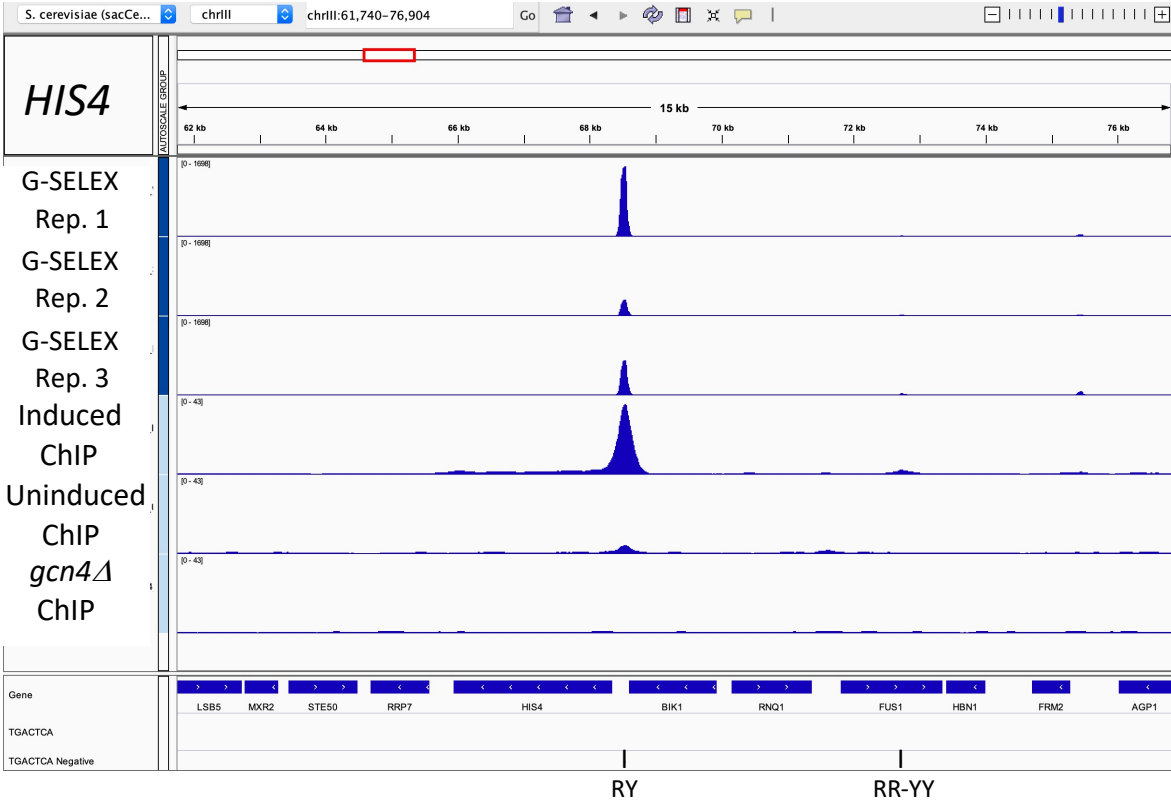 S. cerevisiae (sacCe... chrIII chrIII:61,740-76,904 Go
HIS4
AUTOSCALE GROUP
15 kb
62 kb 64 kb 66 kb 68 kb 70 kb 72 kb 74 kb 76 kb
G-SELEX
Rep. 1
[0 - 1698]
G-SELEX
Rep. 2
[0 - 1698]
G-SELEX
Rep. 3
[0 - 1698]
Induced
ChIP
[0 - 43]
Uninduced
ChIP
[0 - 43]
gcn4Δ
ChIP
[0 - 43]
Gene
LSB5 MXR2 STE50 RRP7 HIS4 BIK1 RNQ1 FUS1 HBN1 FRM2 AGP1
TGACTCA
TGACTCA Negative
RY RR-YY